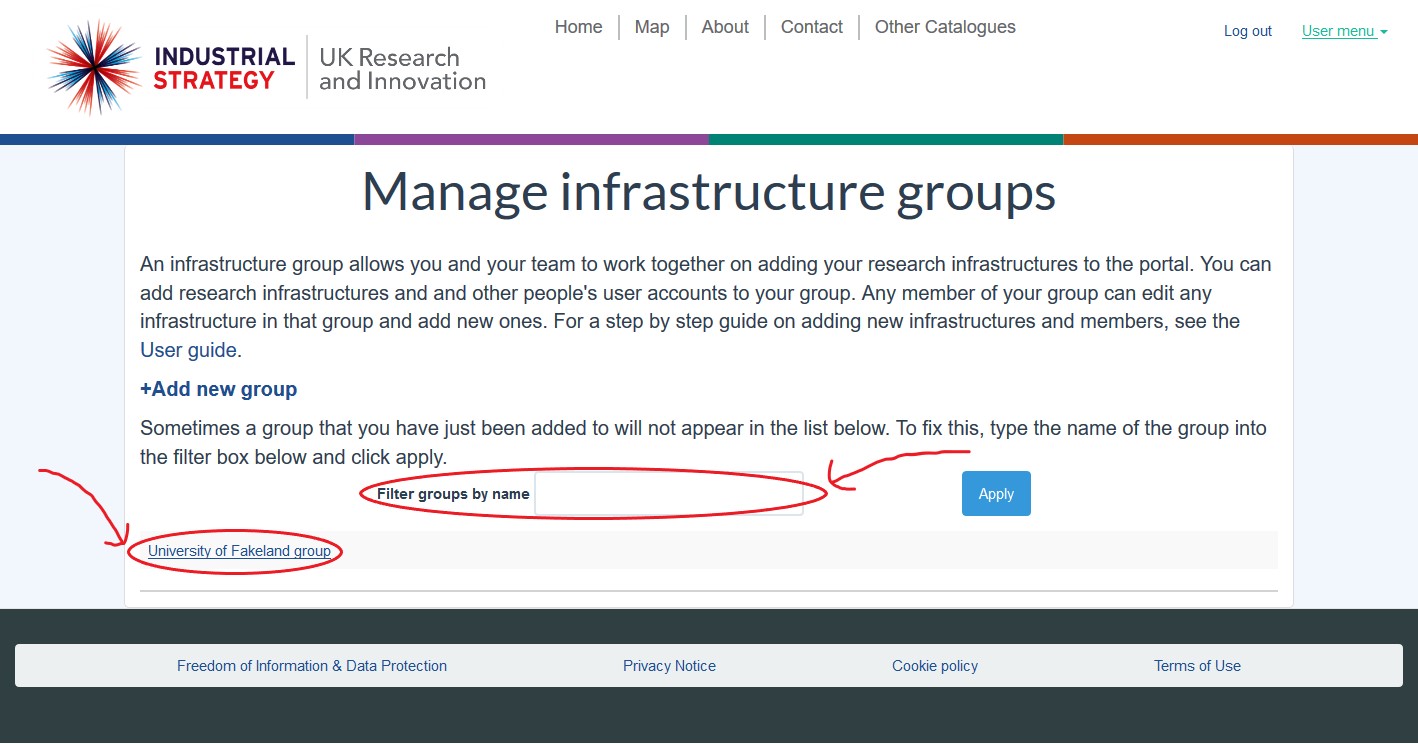 Home Map About Contact Other Catalogues
Log out User menu
INDUSTRIAL
STRATEGY
UK Research
and Innovation
Manage infrastructure groups
An infrastructure group allows you and your team to work together on adding your research infrastructures to the portal. You can
add research infrastructures and and other people's user accounts to your group. Any member of your group can edit any
infrastructure in that group and add new ones. For a step by step guide on adding new infrastructures and members, see the
User guide.
+Add new group
Sometimes a group that you have just been added to will not appear in the list below. To fix this, type the name of the group into
the filter box below and click apply.
Filter groups by name Apply
University of Fakeland group
Freedom of Information & Data Protection Privacy Notice Cookie policy Terms of Use